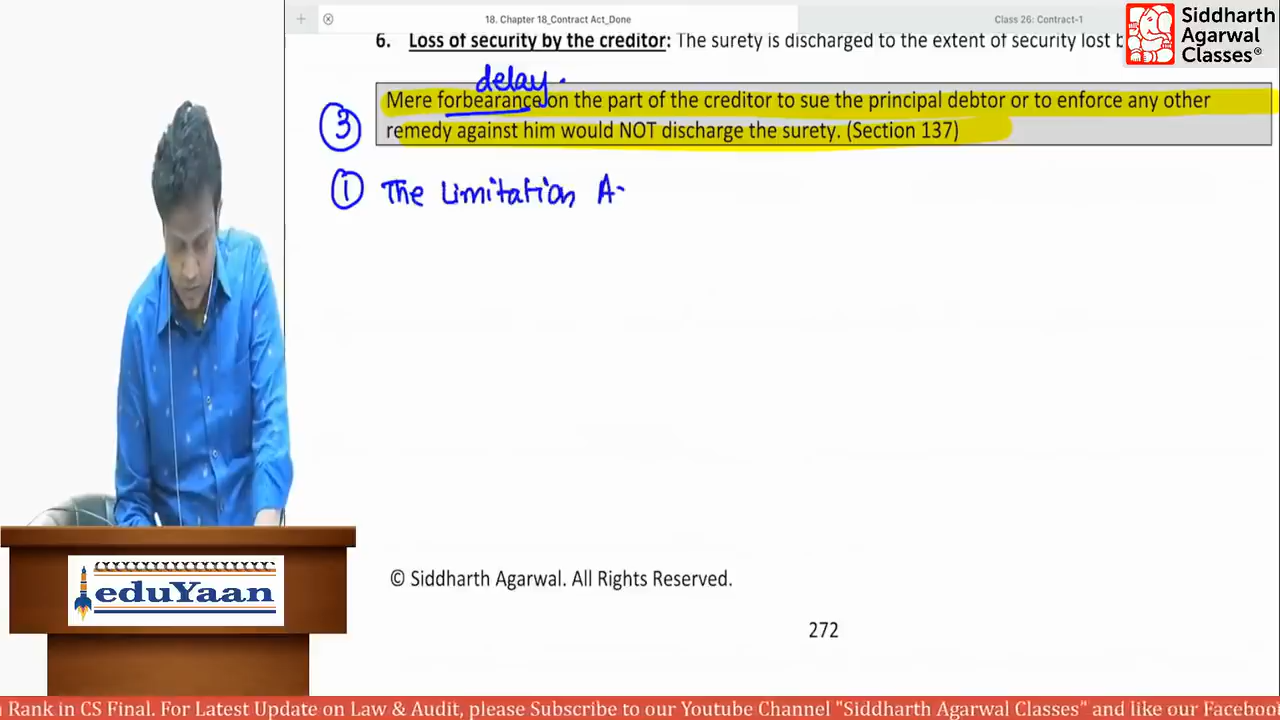 18. Chapter 18_Contract Act_Done
Class 26: Contract-1
Siddharth
Agarwal
Classes®
6. Loss of security by the creditor: The surety is discharged to the extent of security lost b
delay.
Mere forbearance on the part of the creditor to sue the principal debtor or to enforce any other
③ remedy against him would NOT discharge the surety. (Section 137)
① The Limitation A
eduYaan
© Siddharth Agarwal. All Rights Reserved.
272
Rank in CS Final. For Latest Update on Law & Audit, please Subscribe to our Youtube Channel "Siddharth Agarwal Classes" and like our Faceboo